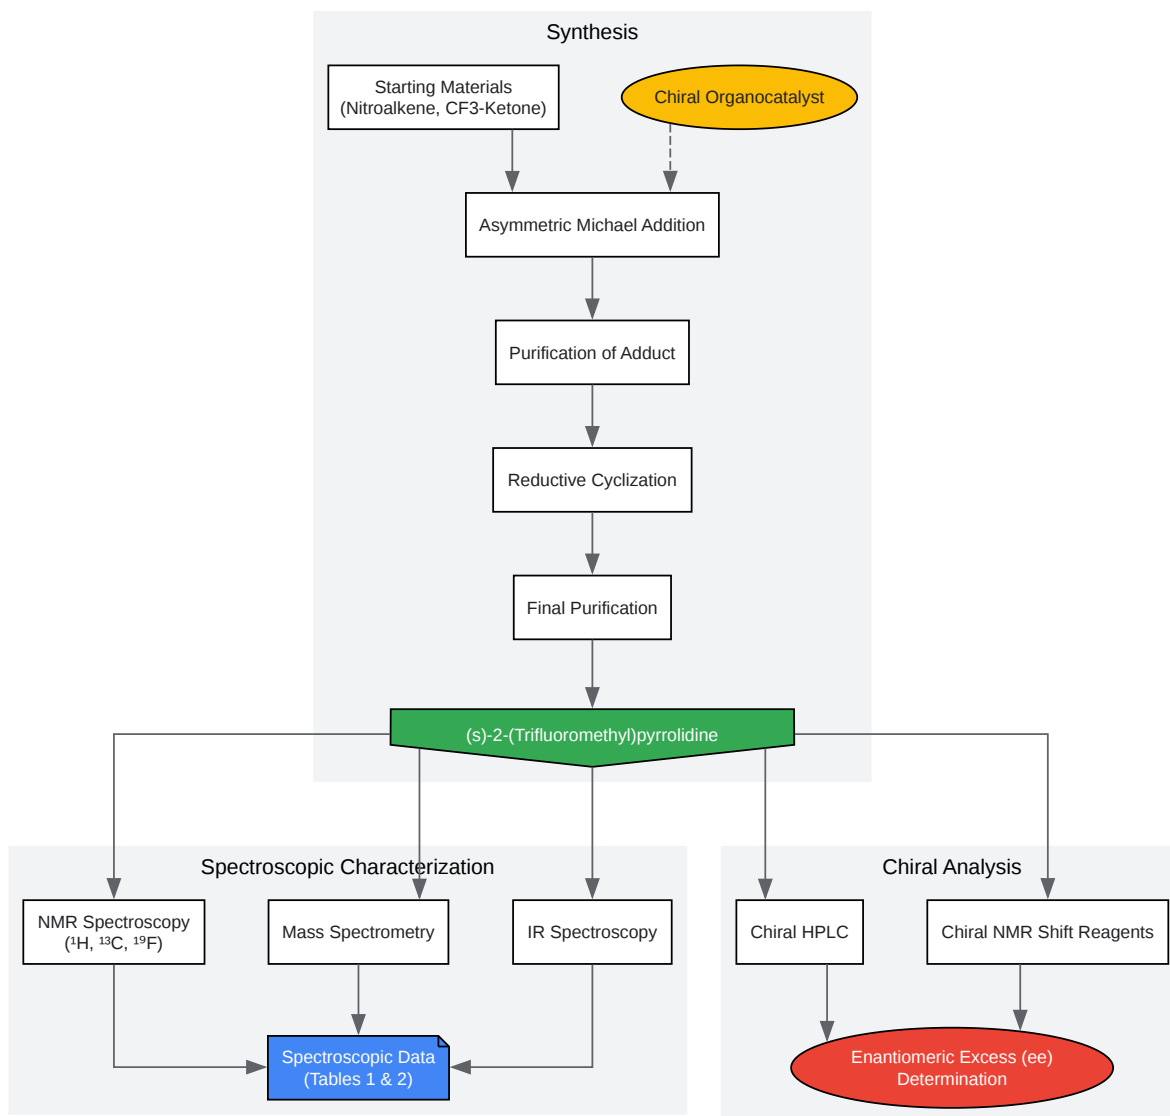 Synthesis
Starting Materials
(Nitroalkene, CF3-Ketone)
Chiral Organocatalyst
Asymmetric Michael Addition
Purification of Adduct
Reductive Cyclization
Final Purification
(s)-2-(Trifluoromethyl)pyrrolidine
Spectroscopic Characterization
NMR Spectroscopy
(¹H, ¹³C, ¹⁹F)
Mass Spectrometry
IR Spectroscopy
Spectroscopic Data
(Tables 1 & 2)
Chiral Analysis
Chiral HPLC
Chiral NMR Shift Reagents
Enantiomeric Excess (ee)
Determination